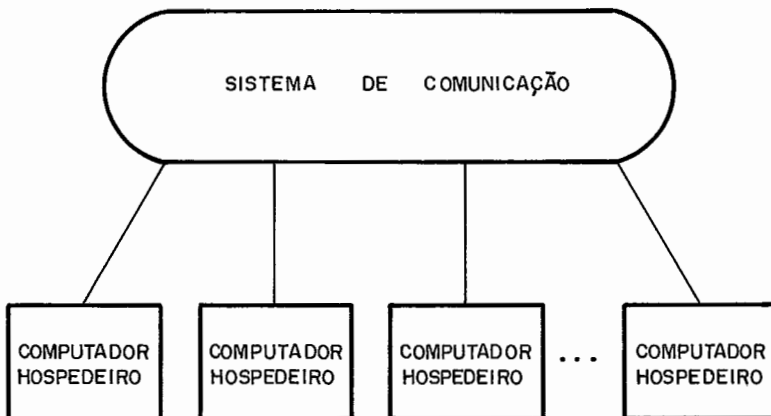 SISTEMA DE COMUNICAÇÃO
COMPUTADOR
HOSPEDEIRO
COMPUTADOR
HOSPEDEIRO
COMPUTADOR
HOSPEDEIRO
...
COMPUTADOR
HOSPEDEIRO